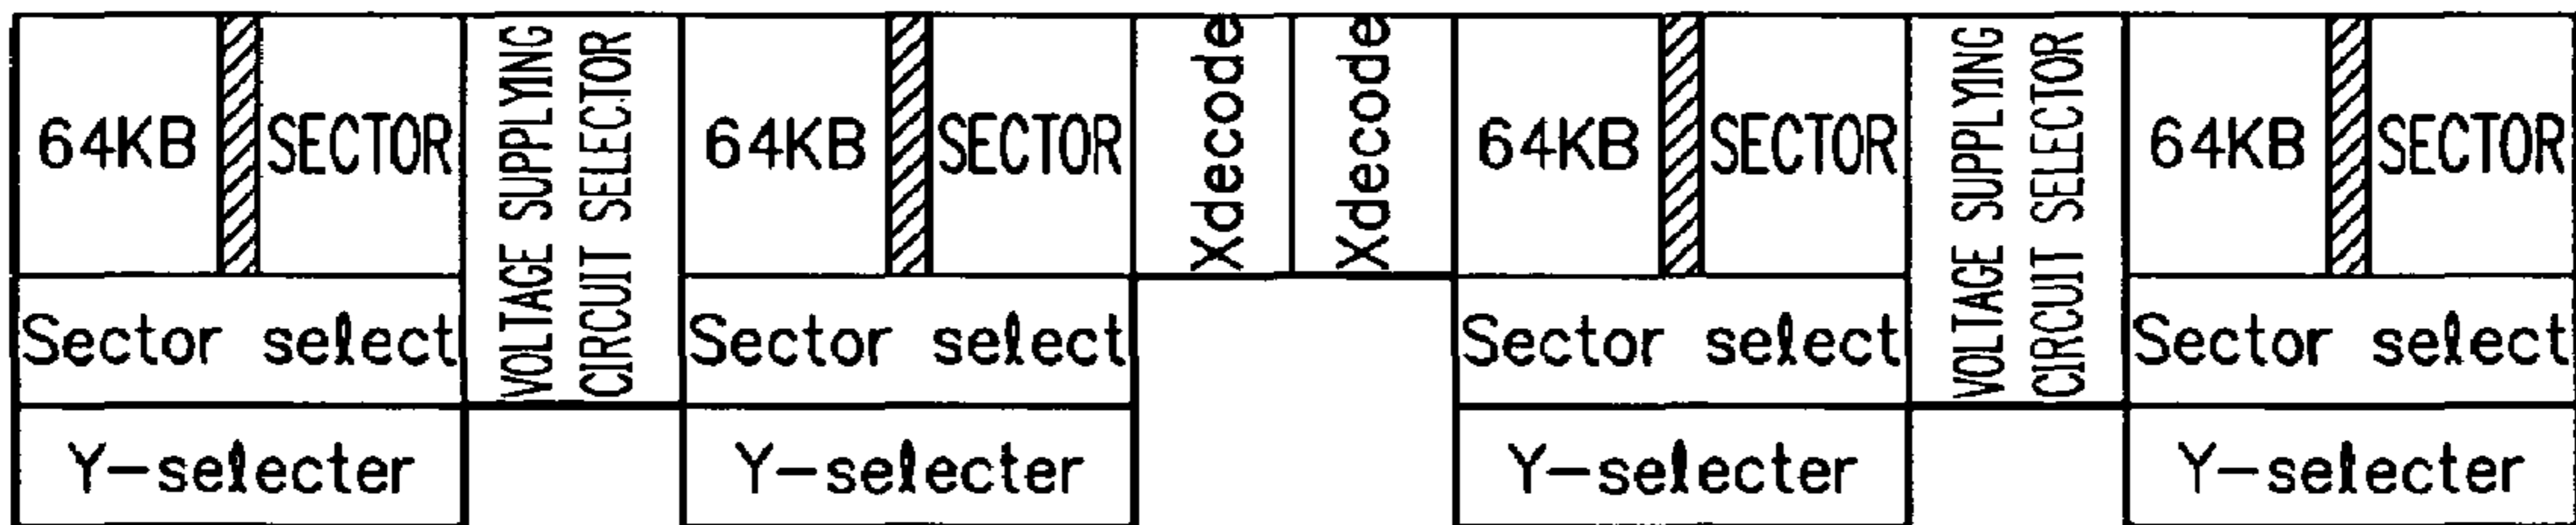 64KB SECTOR
VOLTAGE SUPPLYING
CIRCUIT SELECTOR
64KB SECTOR
Xdecode
Xdecode
64KB SECTOR
VOLTAGE SUPPLYING
CIRCUIT SELECTOR
64KB SECTOR
Sector select
Sector select
Sector select
Sector select
Y-selecter
Y-selecter
Y-selecter
Y-selecter